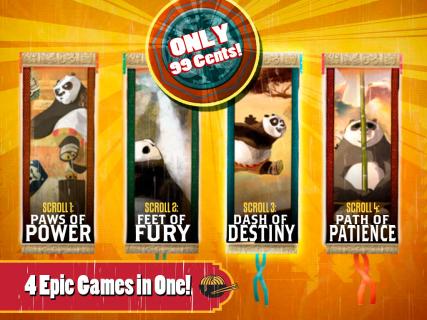 ONLY
99 Cents!
SCROLL 1:
PAWS OF
POWER
SCROLL 2:
FEET OF
FURY
SCROLL 3:
DASH OF
DESTINY
SCROLL 4:
PATH OF
PATIENCE
4 Epic Games in One!